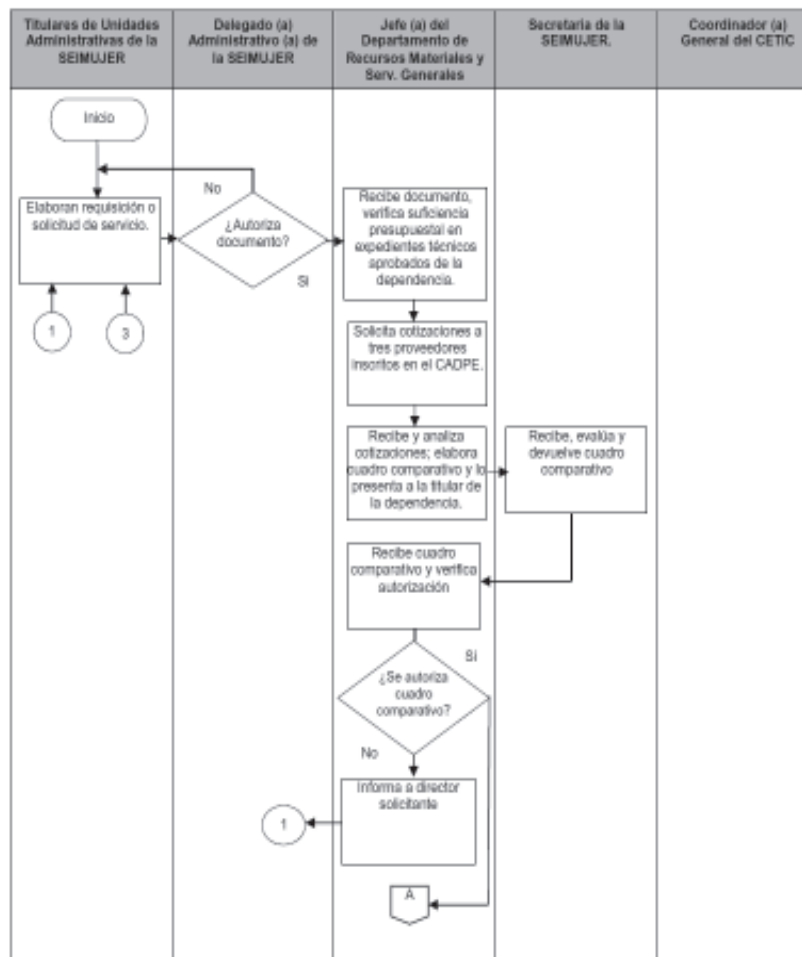 Titulares de Unidades
Administrativas de la
SEIMUJER
Delegado (a)
Administrativo (a) de
la SEIMUJER
Jefe (a) del
Departamento de
Recursos Materiales y
Serv. Generales
Secretaria de la
SEIMUJER.
Coordinador (a)
General del CETIC
Inicio
No
Elaboran requisición o
solicitud de servicio.
¿Autoriza
documento?
Si
Recibe documento,
verifica suficiencia
presupuestal en
expedientes técnicos
aprobados de la
dependencia.
1
3
Solicita cotizaciones a
tres proveedores
inscritos en el CADPE.
Recibe y analiza
cotizaciones; elabora
cuadro comparativo y lo
presenta a la titular de
la dependencia.
Recibe, evalúa y
devuelve cuadro
comparativo
Recibe cuadro
comparativo y verifica
autorización
Sí
¿Se autoriza
cuadro
comparativo?
No
Informa a director
solicitante
1
A